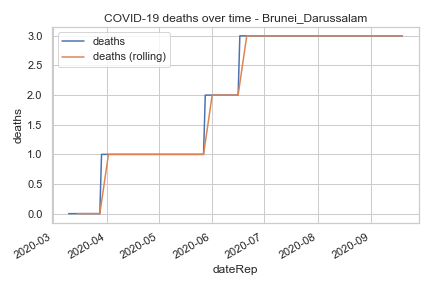 COVID-19 deaths over time - Brunei_Darussalam
deaths
deaths (rolling)
3.0
2.5
2.0
1.5
1.0
0.5
0.0
deaths
2020-03
2020-04
2020-05
2020-06
2020-07
2020-08
2020-09
dateRep